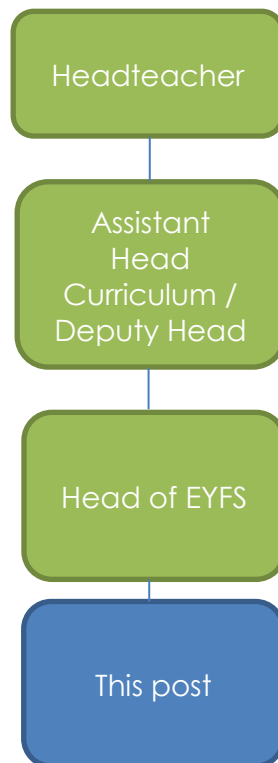 Headteacher
Assistant
Head
Curriculum /
Deputy Head
Head of EYFS
This post